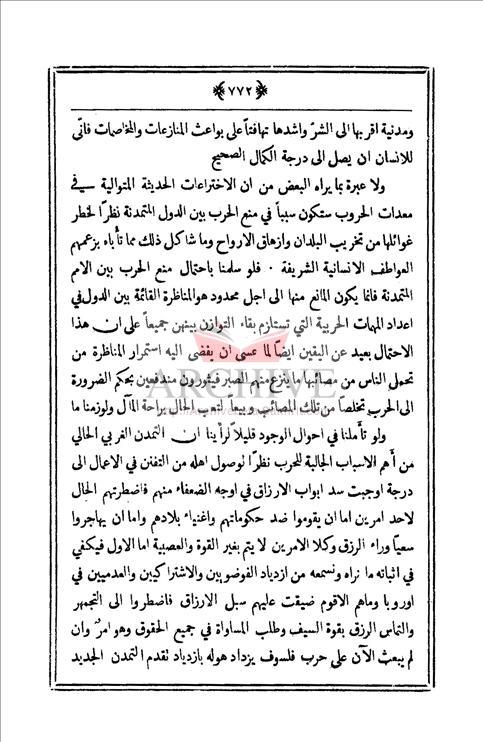 ﴿٧٧٢﴾
ومدنية اقربها الى الشرّ واشدها تهافتاً على بواعث المنازعات والمخاصمات فانّى
للانسان ان يصل الى درجة الكمال الصحيح
ولا عبرة بما يراه البعض من ان الاختراعات الحديثة المتوالية في
معدات الحروب ستكون سبباً في منع الحرب بين الدول المتمدنة نظرًا لخطر
غوائلها من تخريب البلدان وازهاق الارواح وما شاكل ذلك مما تأباه بزعمهم
العواطف الانسانية الشريفة . فلو سلمنا باحتمال منع الحرب بين الامم
المتمدنة فانما يكون المانع منها الى اجل محدود هو المناظرة القائمة بين الدول في
اعداد المهمات الحربية التي تستلزم بقاء التوازن بينهن جميعاً على ان هذا
الاحتمال بعيد عن اليقين ايضاً لما عسى ان يفضى اليه استمرار المناظرة من
تحميل الناس من مصائبها ما ينزع منهم الصبر فيثورون مندفعين بحكم الضرورة
الى الحرب تخلصاً من تلك المصائب وبيعاً لتعب الحال براحة المآل ولوزمنا ما
ARCHIVE
ولو تأملنا في احوال الوجود قليلاً لرأينا ان التمدن الغربي الحالي
من أهم الاسباب الجالبة للحرب نظرًا لوصول اهله من التفنن في الاعمال الى
درجة اوجبت سد ابواب الارزاق في اوجه الضعفاء منهم فاضطرتهم الحال
لاحد امرين اما ان يقوموا ضد حكوماتهم واغنياء بلادهم واما ان يهاجروا
سعياً وراء الرزق وكلا الامرين لا يتم بغير القوة والعصبية اما الاول فيكفي
في اثباته ما نراه ونسمعه من ازدياد الفوضويين والاشتراكيين والعدميين في
اوروبا وما هم الا قوم ضيقت عليهم سبل الارزاق فاضطروا الى التجمهر
والتماس الرزق بقوة السيف وطلب المساواة في جميع الحقوق وهو امرٌ وان
لم يبعث الآن على حرب فلسوف يزداد هوله بازدياد تقدم التمدن الجديد